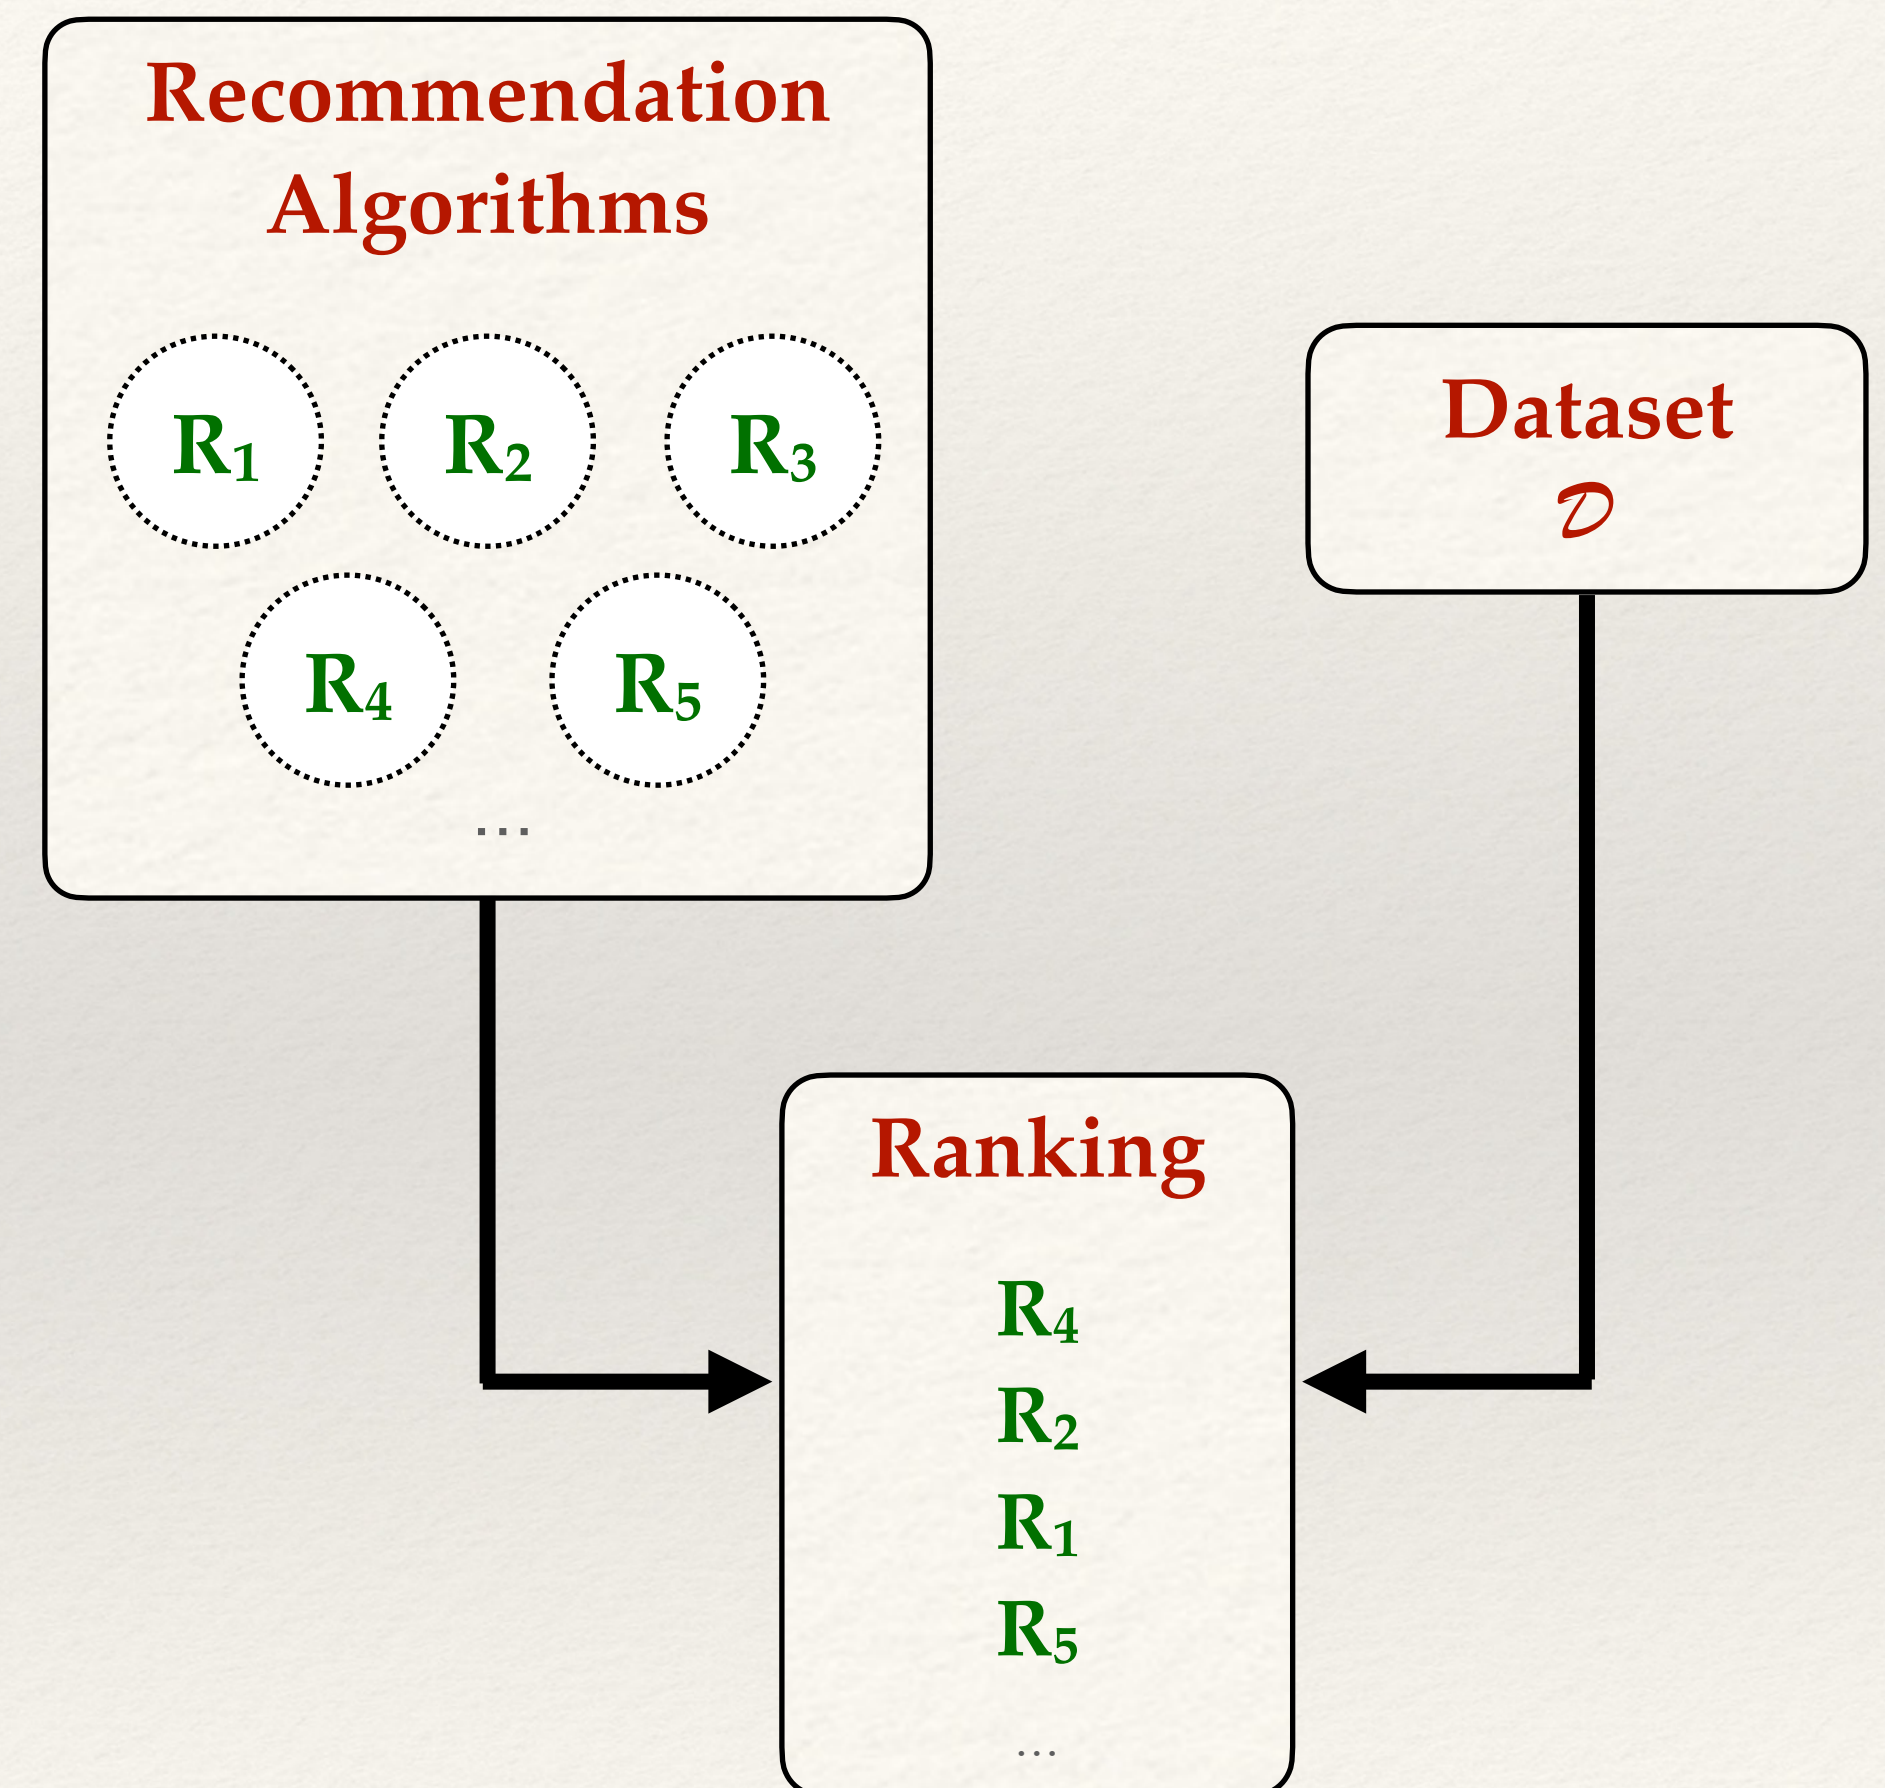 Recommendation
Algorithms
R₁ R₂ R₃
R₄ R₅
...
Dataset
𝒟
Ranking
R₄
R₂
R₁
R₅
...